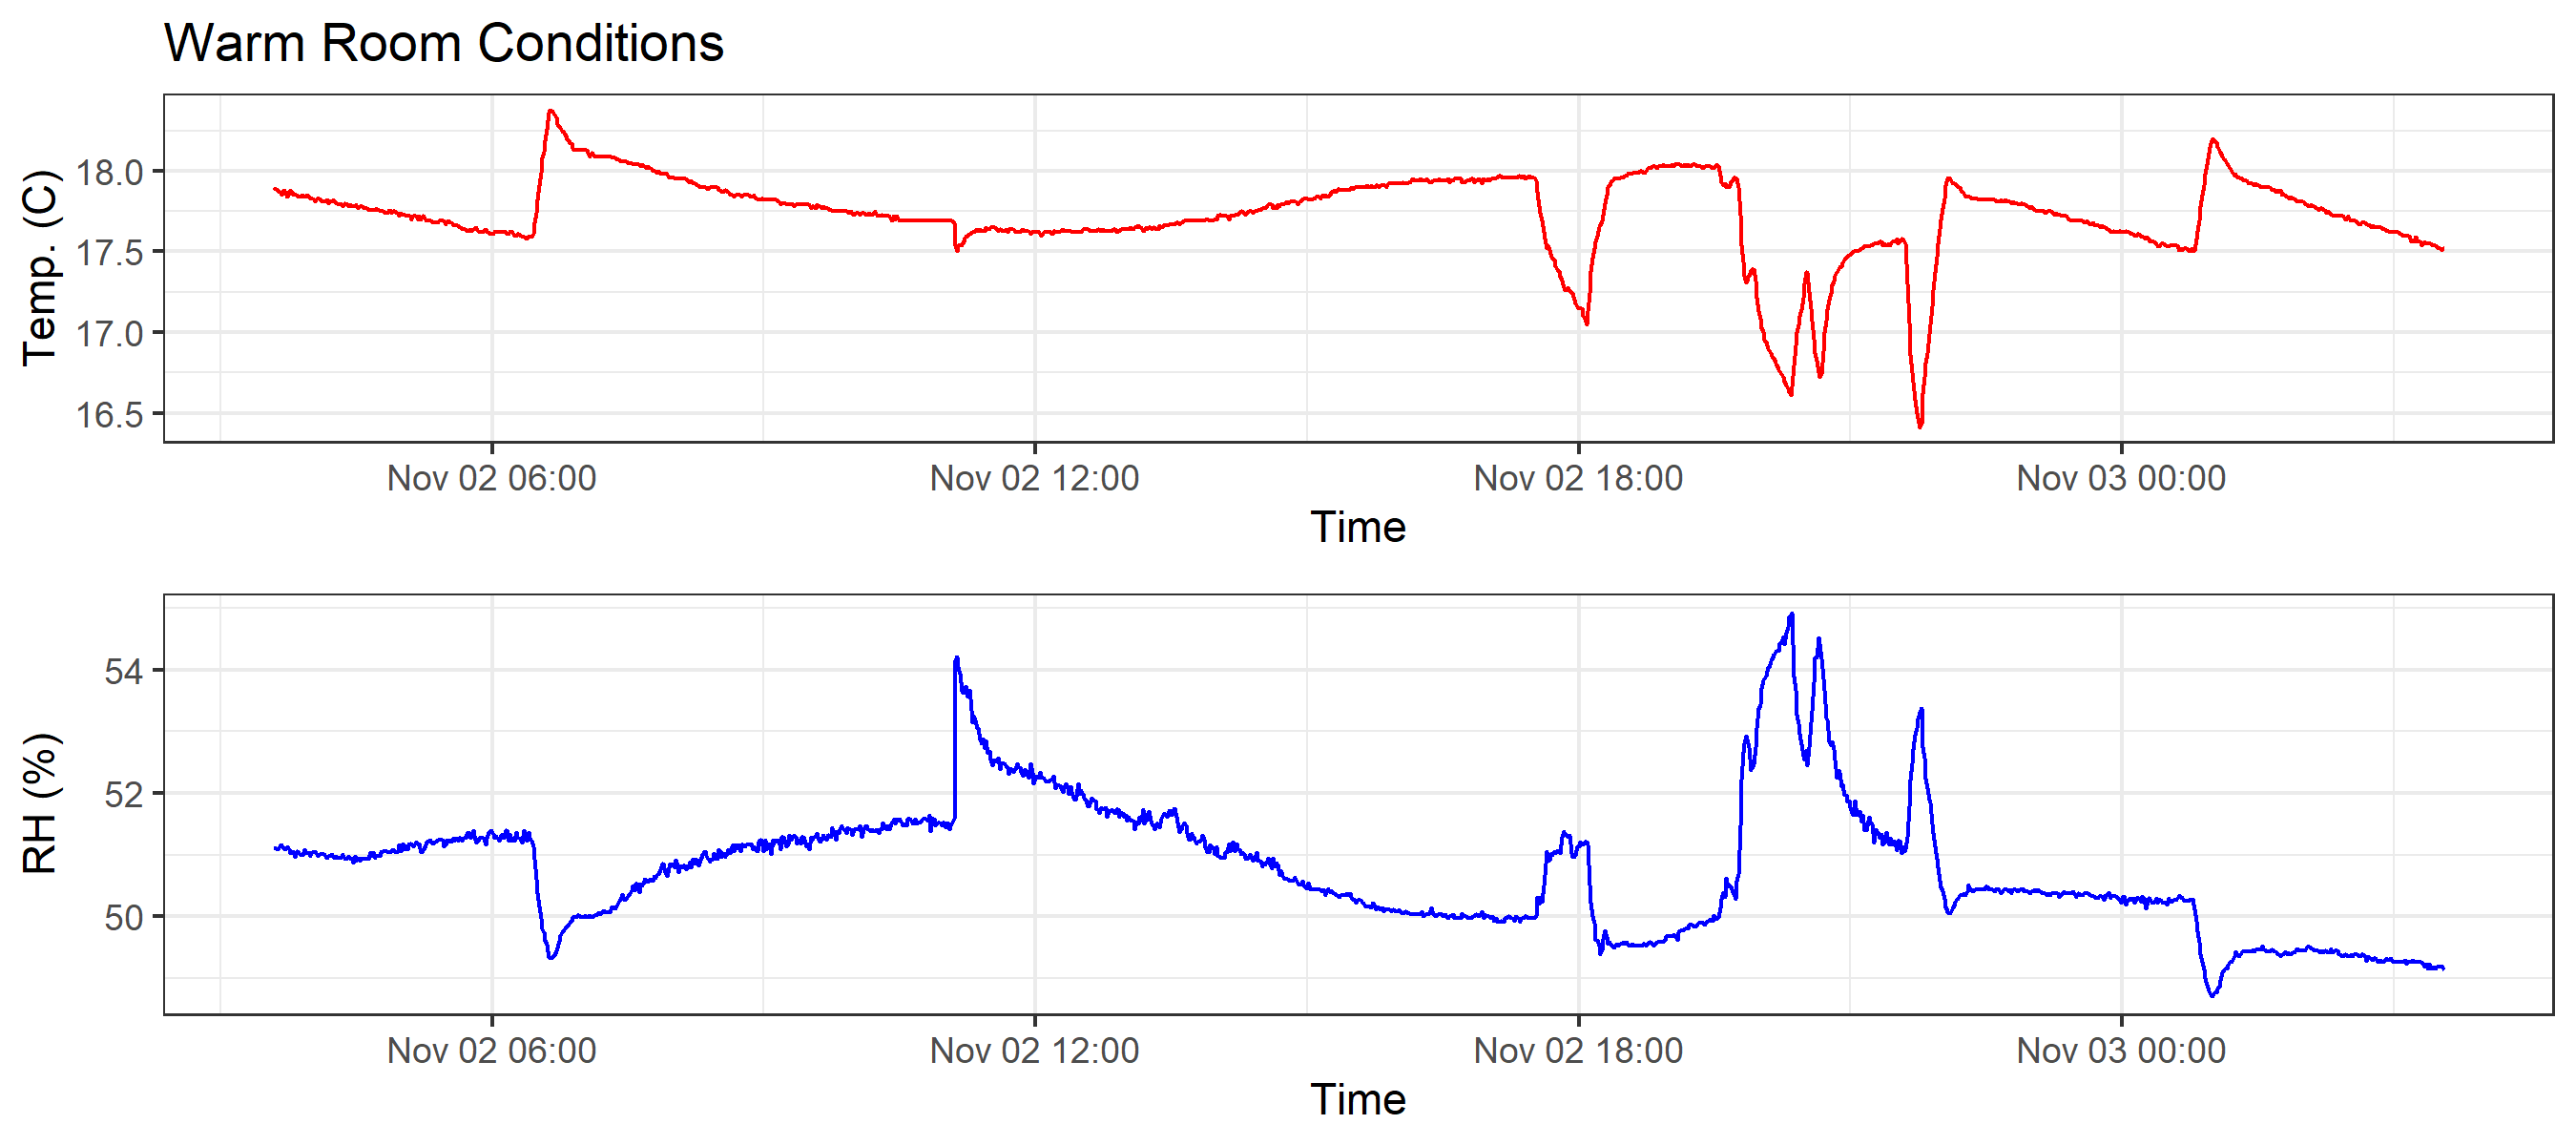 Warm Room Conditions
Temp. (C)
18.0
17.5
17.0
16.5
Nov 02 06:00 Nov 02 12:00 Nov 02 18:00 Nov 03 00:00
Time
RH (%)
54
52
50
Nov 02 06:00 Nov 02 12:00 Nov 02 18:00 Nov 03 00:00
Time